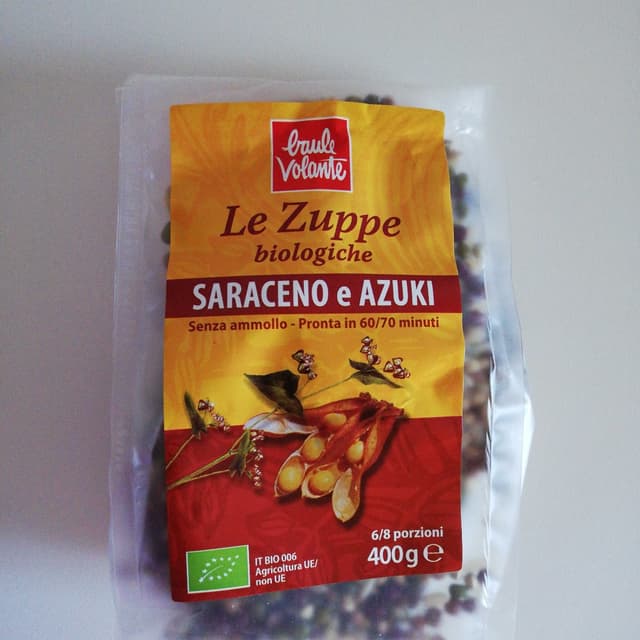 baule
volante
Le Zuppe
biologiche
SARACENO e AZUKI
Senza ammollo - Pronta in 60/70 minuti
6/8 porzioni
400g e
IT BIO 006
Agricoltura UE/
non UE